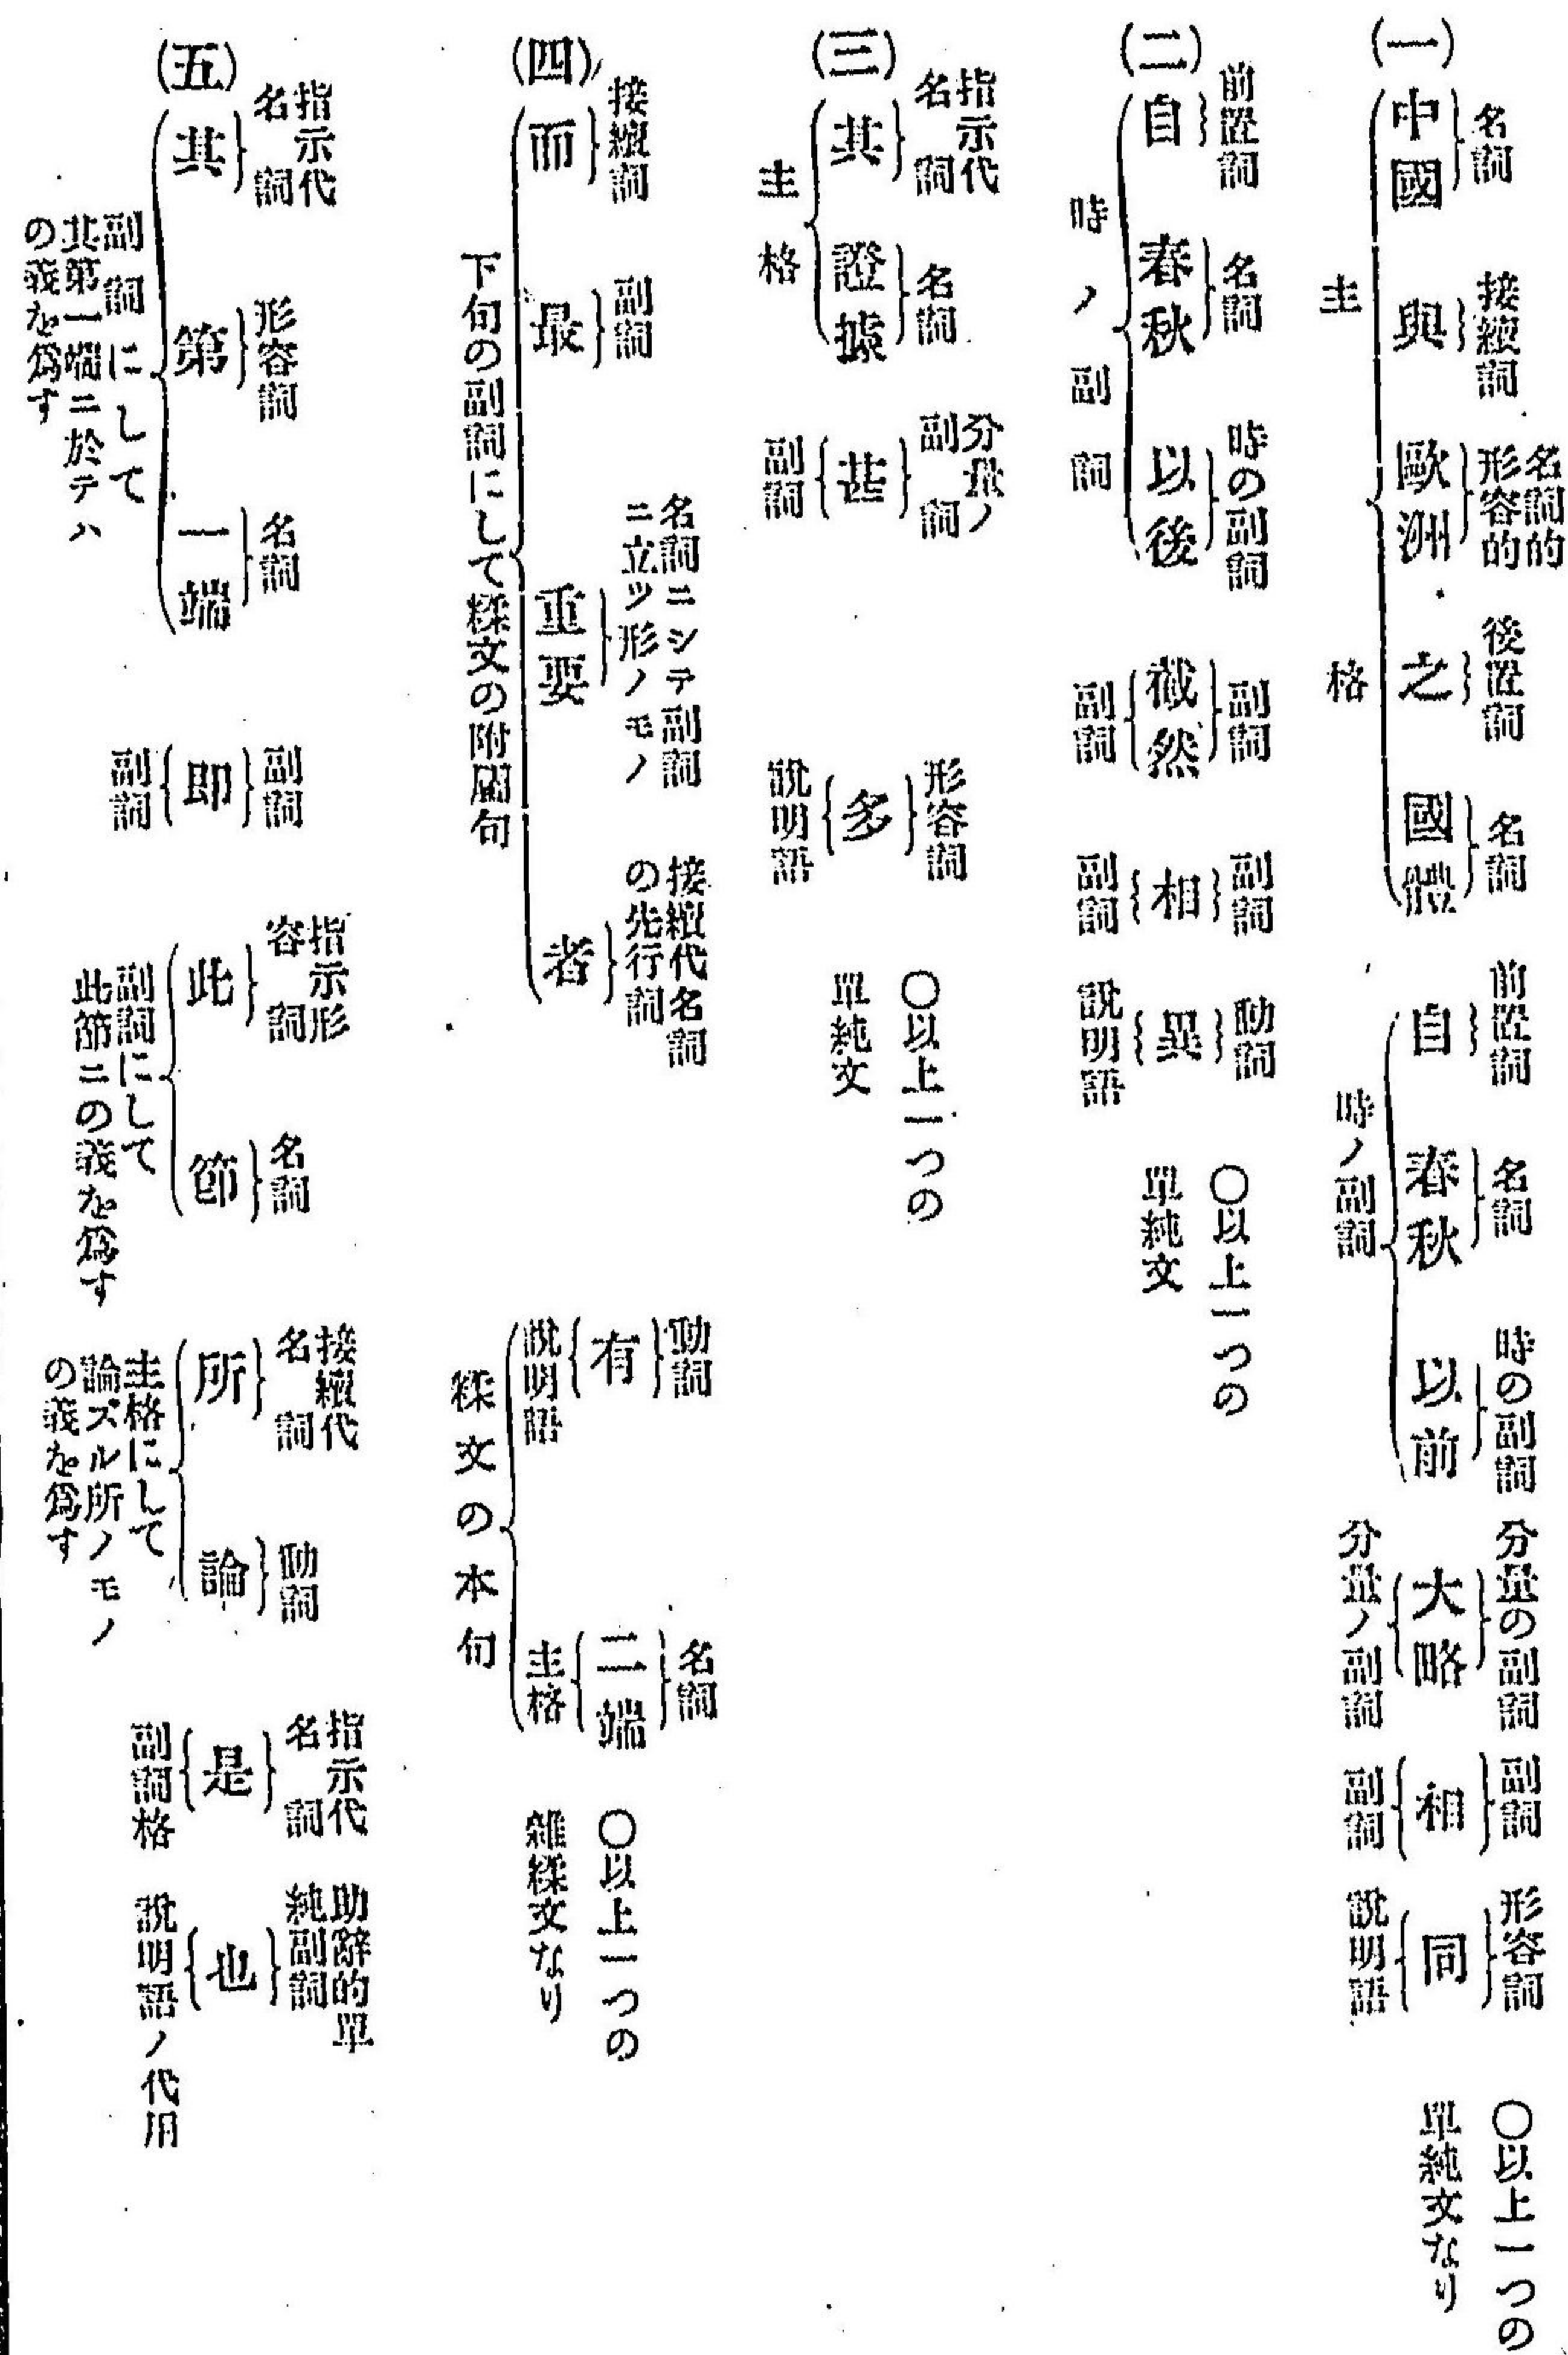 名詞 接續詞 名詞的形容的 後置詞 名詞 前置詞 名詞 時の副詞 分量の副詞 副詞 形容詞 〇以上一つの
(一) 中國 與 歐洲 之 國體 自 春秋 以前 大略 相 同 單純文なり
主格 時ノ副詞 分量ノ副詞 副詞 說明語
前置詞 名詞 時の副詞 副詞 副詞 動詞 〇以上一つの
(二) 自 春秋 以後 截然 相 異 單純文
時ノ副詞 副詞 副詞 說明語
指示代名詞 名詞 分量ノ副詞 形容詞 〇以上一つの
(三) 其 證據 甚 多 單純文
主格 副詞 說明語
接續詞 副詞 名詞ニシテ副詞ニ立ツ形ノモノ 接續代名詞の先行詞 動詞 名詞 〇以上一つの
(四) 而 最 重要 者 有 二端 雜糅文なり
說明語 主格
下句の副詞にして糅文の附屬句 糅文の本句
指示代名詞 形容詞 名詞 副詞 指示形容詞 名詞 接續代名詞 動詞 指示代名詞 助辭的單純副詞
(五) 其 第 一端 即 此 節 所 論 是 也
副詞にして 副詞 副詞にして 主格にして 副詞格 說明語ノ代用
其第一端ニ於テハ 此節ニの義を爲す 論ズル所ノモノ
の義を爲す の義を爲す